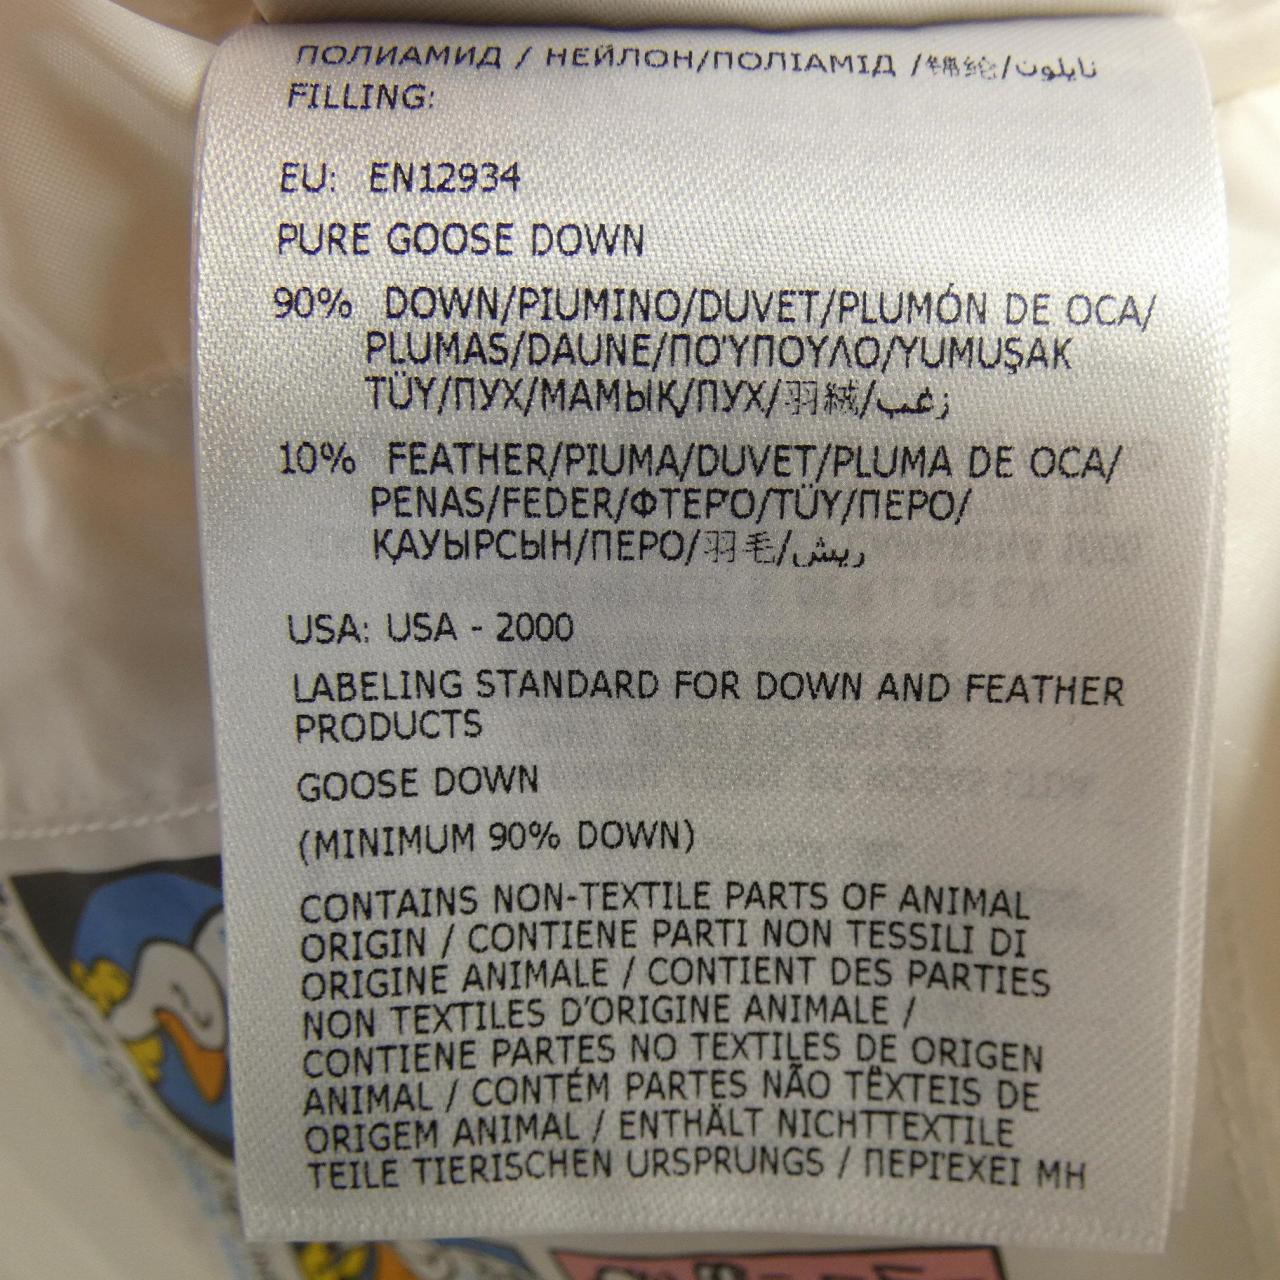 ПОЛИАМИД / НЕЙЛОН/ПОЛІАМІД /锦纶/نايلون
FILLING:
EU: EN12934
PURE GOOSE DOWN
90% DOWN/PIUMINO/DUVET/PLUMÓN DE OCA/
PLUMAS/DAUNE/ΠΟΎΠΟΥΛΟ/YUMUŞAK
TÜY/ПУХ/МАМЫҚ/ПУХ/羽絨/زغب
10% FEATHER/PIUMA/DUVET/PLUMA DE OCA/
PENAS/FEDER/ΦΤΕΡΌ/TÜY/ПЕРО/
ҚАУЫРСЫН/ПЕРО/羽毛/ريش
USA: USA - 2000
LABELING STANDARD FOR DOWN AND FEATHER
PRODUCTS
GOOSE DOWN
(MINIMUM 90% DOWN)
CONTAINS NON-TEXTILE PARTS OF ANIMAL
ORIGIN / CONTIENE PARTI NON TESSILI DI
ORIGINE ANIMALE / CONTIENT DES PARTIES
NON TEXTILES D'ORIGINE ANIMALE /
CONTIENE PARTES NO TEXTILES DE ORIGEN
ANIMAL / CONTÉM PARTES NÃO TÊXTEIS DE
ORIGEM ANIMAL / ENTHÄLT NICHTTEXTILE
TEILE TIERISCHEN URSPRUNGS / ΠΕΡΙΈΧΕΙ ΜΗ